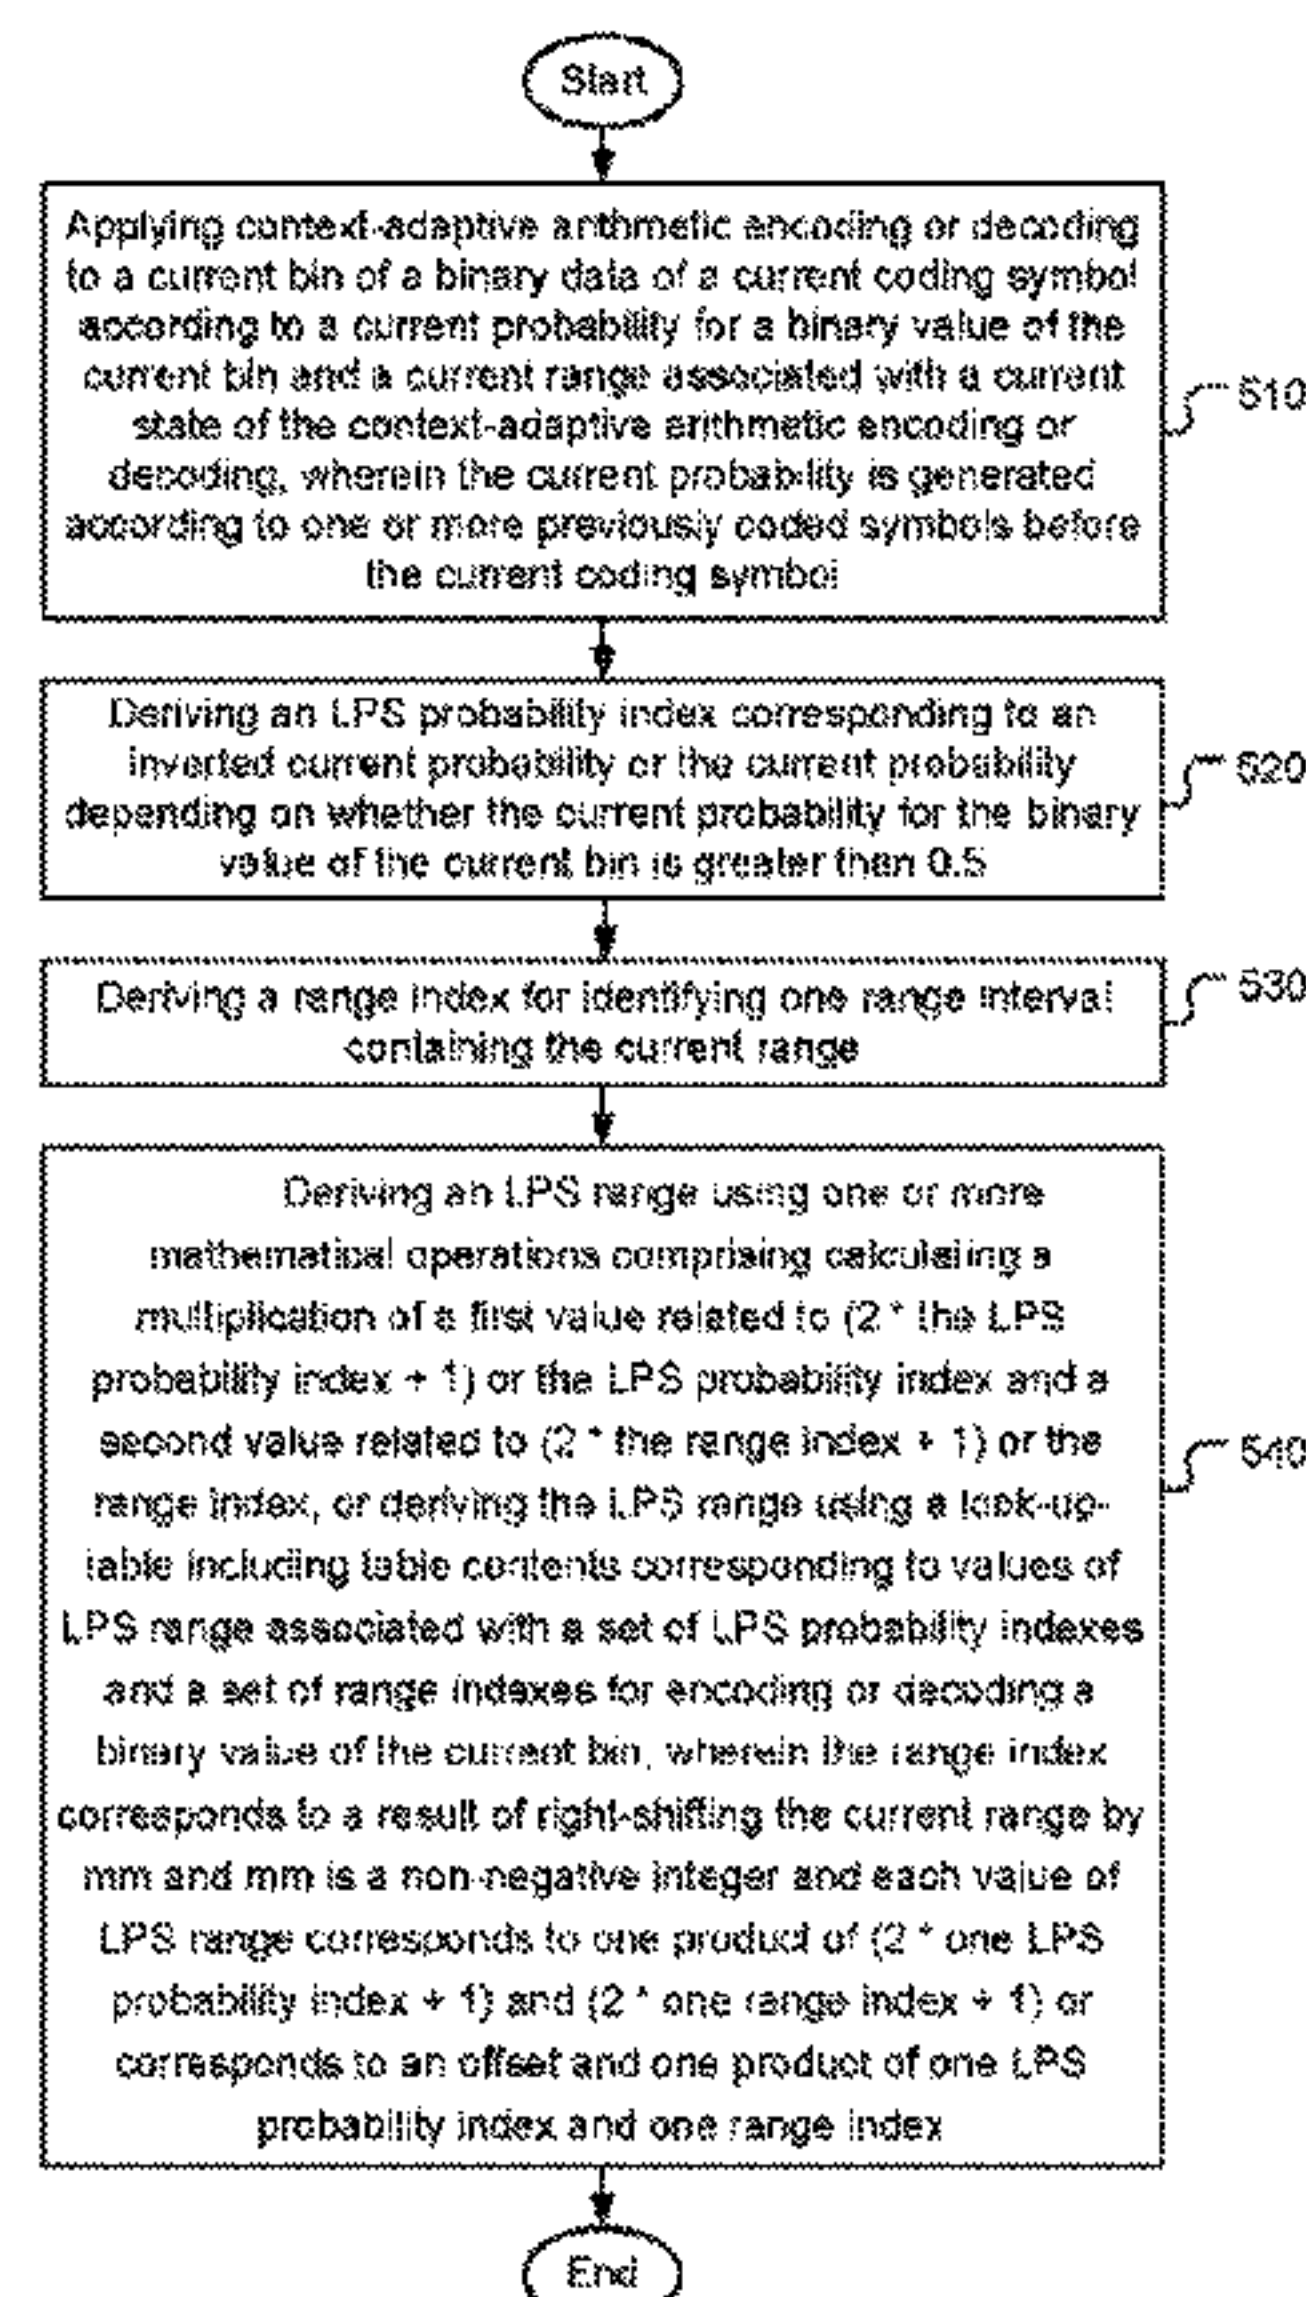 Start
Applying context-adaptive arithmetic encoding or decoding
to a current bin of a binary data of a current coding symbol
according to a current probability for a binary value of the
current bin and a current range associated with a current
state of the context-adaptive arithmetic encoding or
decoding, wherein the current probability is generated
according to one or more previously coded symbols before
the current coding symbol
510
Deriving an LPS probability index corresponding to an
inverted current probability or the current probability
depending on whether the current probability for the binary
value of the current bin is greater than 0.5
520
Deriving a range index for identifying one range interval
containing the current range
530
Deriving an LPS range using one or more
mathematical operations comprising calculating a
multiplication of a first value related to (2 * the LPS
probability index + 1) or the LPS probability index and a
second value related to (2 * the range index + 1) or the
range index, or deriving the LPS range using a look-up-
table including table contents corresponding to values of
LPS range associated with a set of LPS probability indexes
and a set of range indexes for encoding or decoding a
binary value of the current bin, wherein the range index
corresponds to a result of right-shifting the current range by
mm and mm is a non-negative integer and each value of
LPS range corresponds to one product of (2 * one LPS
probability index + 1) and (2 * one range index + 1) or
corresponds to an offset and one product of one LPS
probability index and one range index
540
End